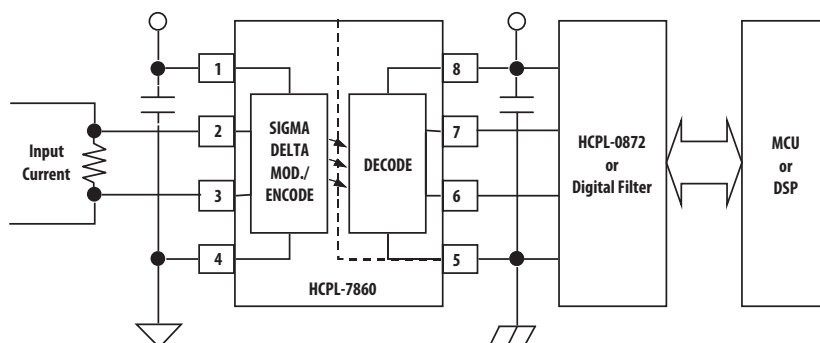 Input
Current
1
2
3
4
SIGMA
DELTA
MOD./
ENCODE
DECODE
8
7
6
5
HCPL-7860
HCPL-0872
or
Digital Filter
MCU
or
DSP